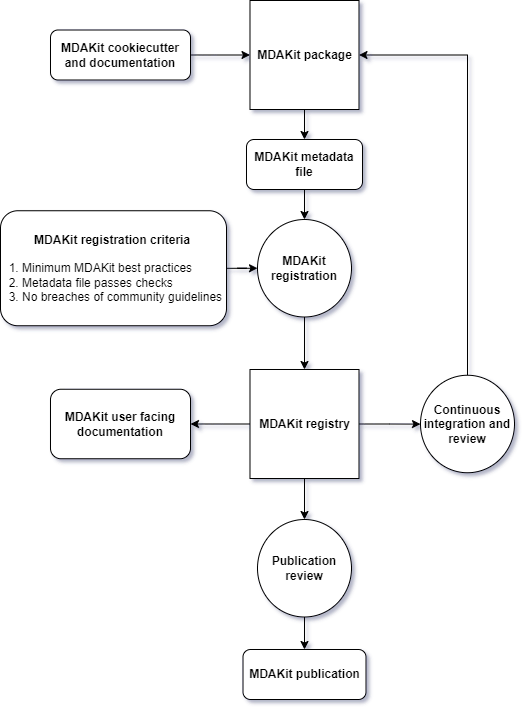 MDAKit cookiecutter
and documentation
MDAKit package
MDAKit metadata
file
MDAKit registration criteria
1. Minimum MDAKit best practices
2. Metadata file passes checks
3. No breaches of community guidelines
MDAKit
registration
MDAKit user facing
documentation
MDAKit registry
Continuous
integration and
review
Publication
review
MDAKit publication